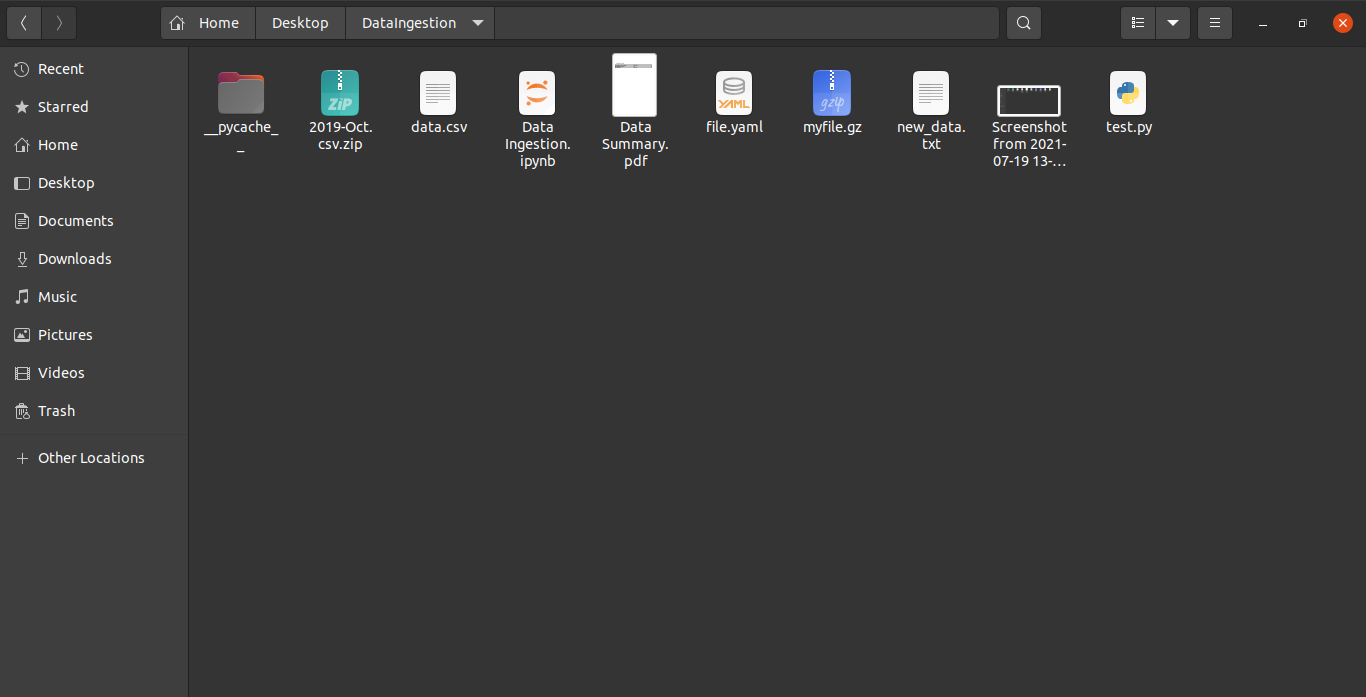 Home Desktop DataIngestion
Recent
Starred
Home
Desktop
Documents
Downloads
Music
Pictures
Videos
Trash
Other Locations
__pycache_
_
ZiP
2019-Oct.
csv.zip
data.csv
Data
Ingestion.
ipynb
Data
Summary.
pdf
YAML
file.yaml
gzip
myfile.gz
new_data.
txt
Screenshot
from 2021-
07-19 13-…
test.py